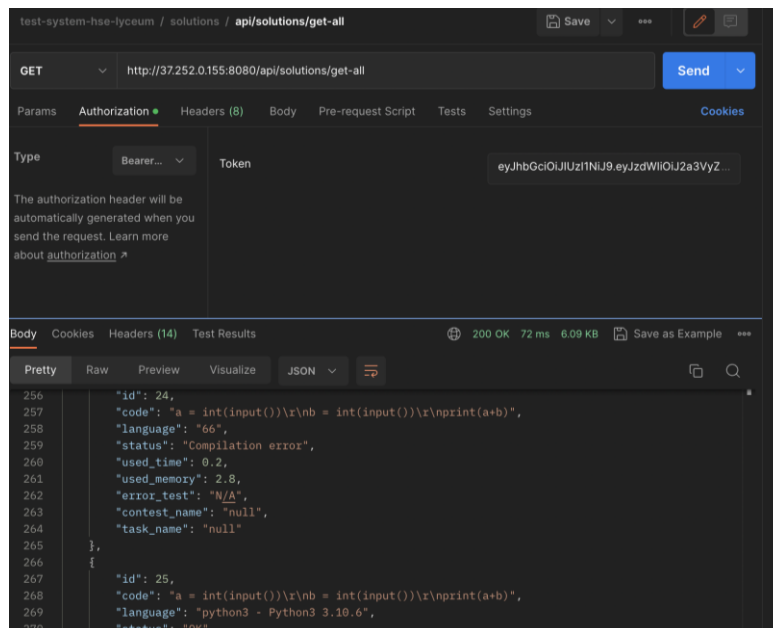 test-system-hse-lyceum / solutions / api/solutions/get-all Save
GET http://37.252.0.155:8080/api/solutions/get-all Send
Params Authorization Headers (8) Body Pre-request Script Tests Settings Cookies
Type Bearer... Token eyJhbGciOiJIUzI1NiJ9.eyJzdWIiOiJ2a3VyZ...
The authorization header will be
automatically generated when you
send the request. Learn more
about authorization ↗
Body Cookies Headers (14) Test Results 200 OK 72 ms 6.09 KB Save as Example
Pretty Raw Preview Visualize JSON
256 "id": 24,
257 "code": "a = int(input())\r\nb = int(input())\r\nprint(a+b)",
258 "language": "66",
259 "status": "Compilation error",
260 "used_time": 0.2,
261 "used_memory": 2.8,
262 "error_test": "N/A",
263 "contest_name": "null",
264 "task_name": "null"
265 },
266 {
267 "id": 25,
268 "code": "a = int(input())\r\nb = int(input())\r\nprint(a+b)",
269 "language": "python3 - Python3 3.10.6",
270 "status": "OK"